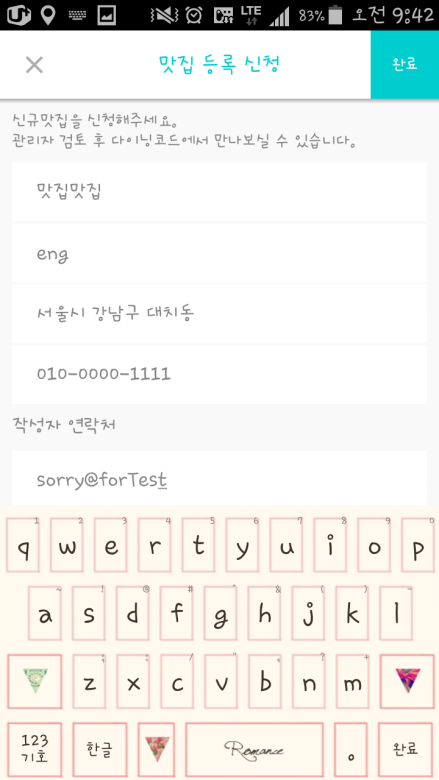 LTE 83% 오전 9:42
맛집 등록 신청
완료
신규맛집을 신청해주세요.
관리자 검토 후 다이닝코드에서 만나보실 수 있습니다.
맛집맛집
eng
서울시 강남구 대치동
010-0000-1111
작성자 연락처
sorry@forTest
1 2 3 4 5 6 7 8 9 0
q w e r t y u i o p
a s d f g h j k l
z x c v b n m
123
기호
한글
Romance
.
완료